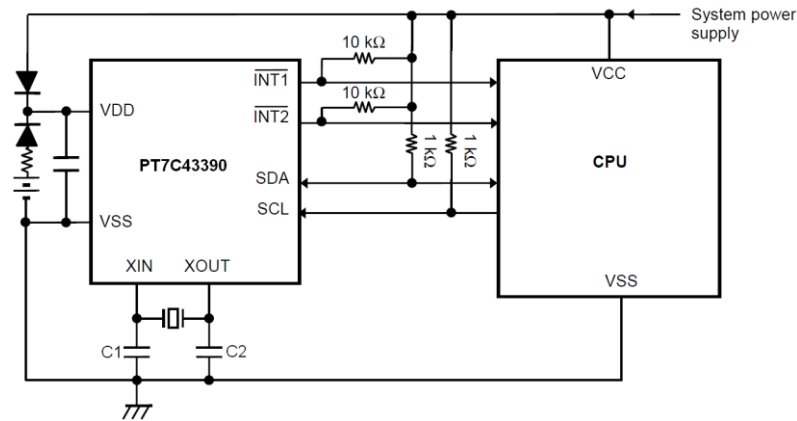 System power
supply
10 kΩ
INT1
VCC
VDD
10 kΩ
INT2
1 kΩ
1 kΩ
PT7C43390
CPU
SDA
SCL
VSS
XIN
XOUT
VSS
C1
C2